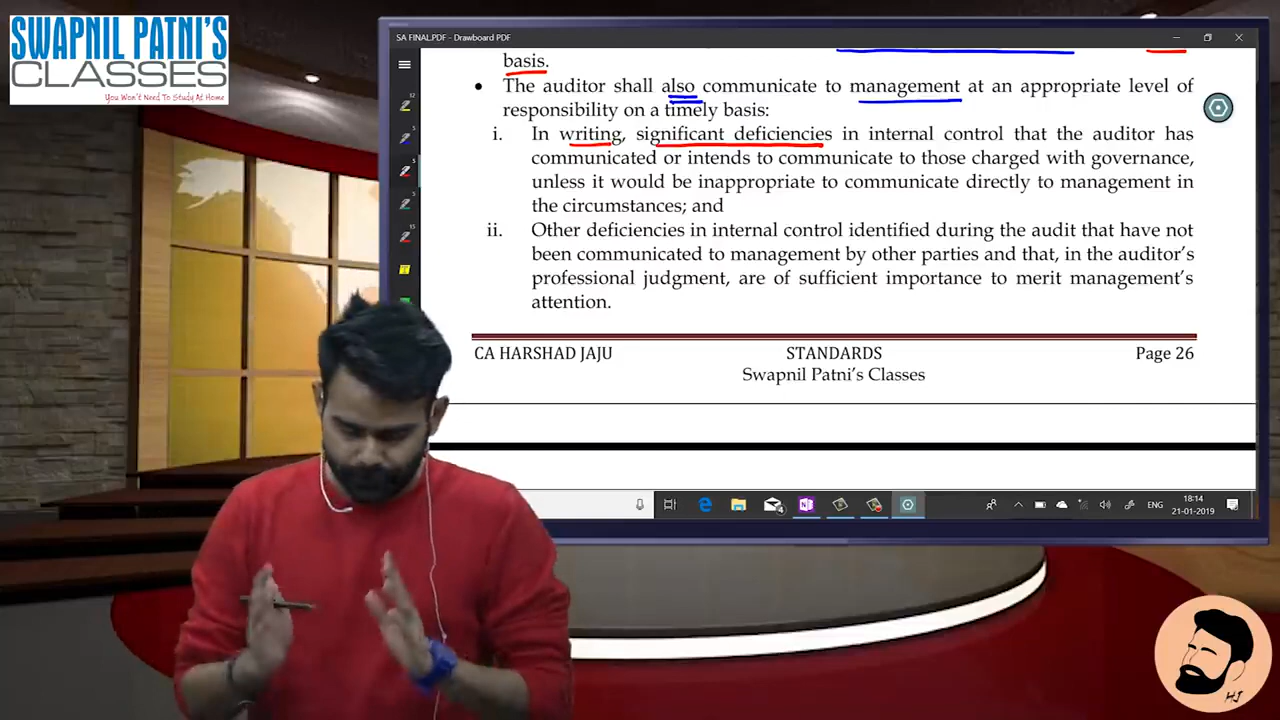 SWAPNIL PATNI'S
CLASSES
You Won't Need To Study At Home
SA FINAL.PDF - Drawboard PDF
basis.
• The auditor shall also communicate to management at an appropriate level of
responsibility on a timely basis:
i. In writing, significant deficiencies in internal control that the auditor has
communicated or intends to communicate to those charged with governance,
unless it would be inappropriate to communicate directly to management in
the circumstances; and
ii. Other deficiencies in internal control identified during the audit that have not
been communicated to management by other parties and that, in the auditor's
professional judgment, are of sufficient importance to merit management's
attention.
CA HARSHAD JAJU STANDARDS Page 26
Swapnil Patni's Classes
ENG
18:14
21-01-2019
HJ